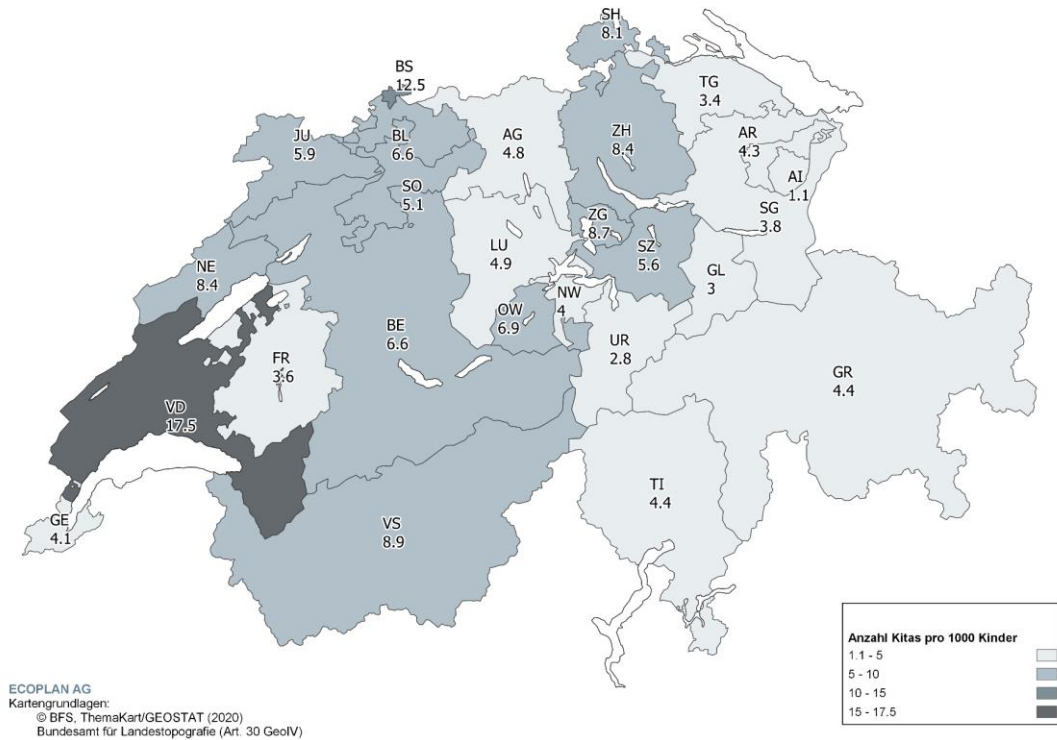 SH
8.1
BS
12.5
TG
3.4
JU
5.9
BL
6.6
AG
4.8
ZH
8.4
AR
4.3
AI
1.1
SO
5.1
SG
3.8
ZG
8.7
LU
4.9
SZ
5.6
NE
8.4
GL
3
NW
4
OW
6.9
BE
6.6
UR
2.8
FR
3.6
GR
4.4
VD
17.5
TI
4.4
GE
4.1
VS
8.9
Anzahl Kitas pro 1000 Kinder
1.1 - 5
5 - 10
10 - 15
15 - 17.5
ECOPLAN AG
Kartengrundlagen:
© BFS, ThemaKart/GEOSTAT (2020)
Bundesamt für Landestopografie (Art. 30 GeoIV)